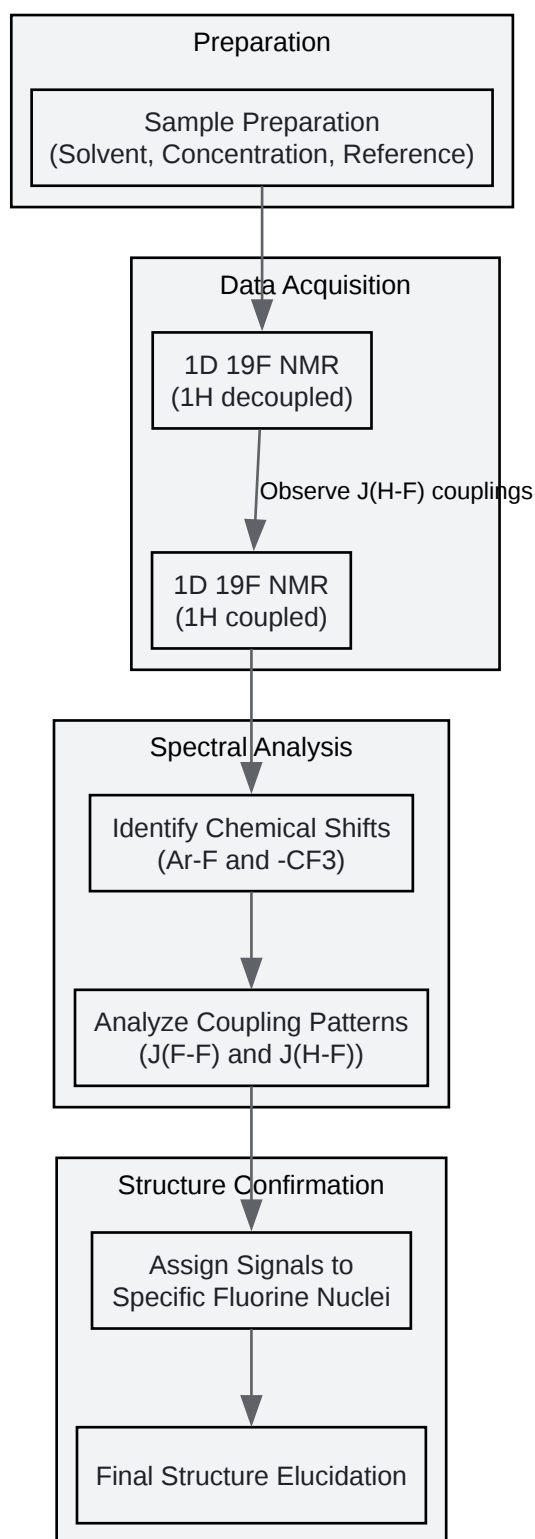 Preparation
Sample Preparation
(Solvent, Concentration, Reference)
Data Acquisition
1D 19F NMR
(1H decoupled)
Observe J(H-F) couplings
1D 19F NMR
(1H coupled)
Spectral Analysis
Identify Chemical Shifts
(Ar-F and -CF3)
Analyze Coupling Patterns
(J(F-F) and J(H-F))
Structure Confirmation
Assign Signals to
Specific Fluorine Nuclei
Final Structure Elucidation